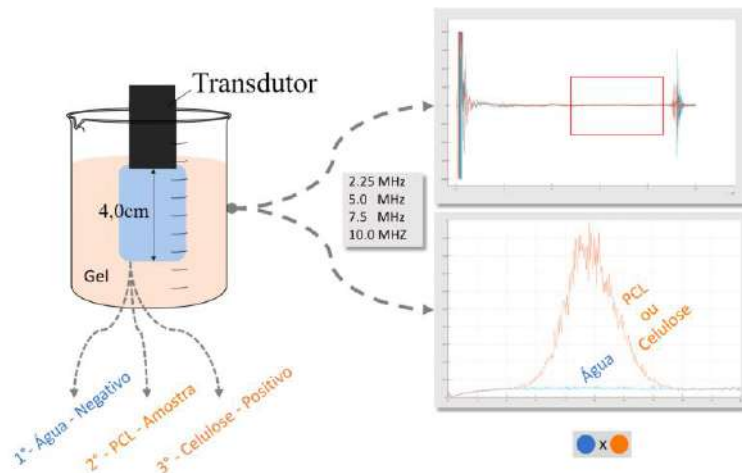 Transdutor
4,0cm
Gel
1°- Água - Negativo
2°- PCL - Amostra
3°- Celulose - Positivo
2.25 MHz
5.0 MHz
7.5 MHz
10.0 MHZ
PCL
ou
Celulose
Água
x